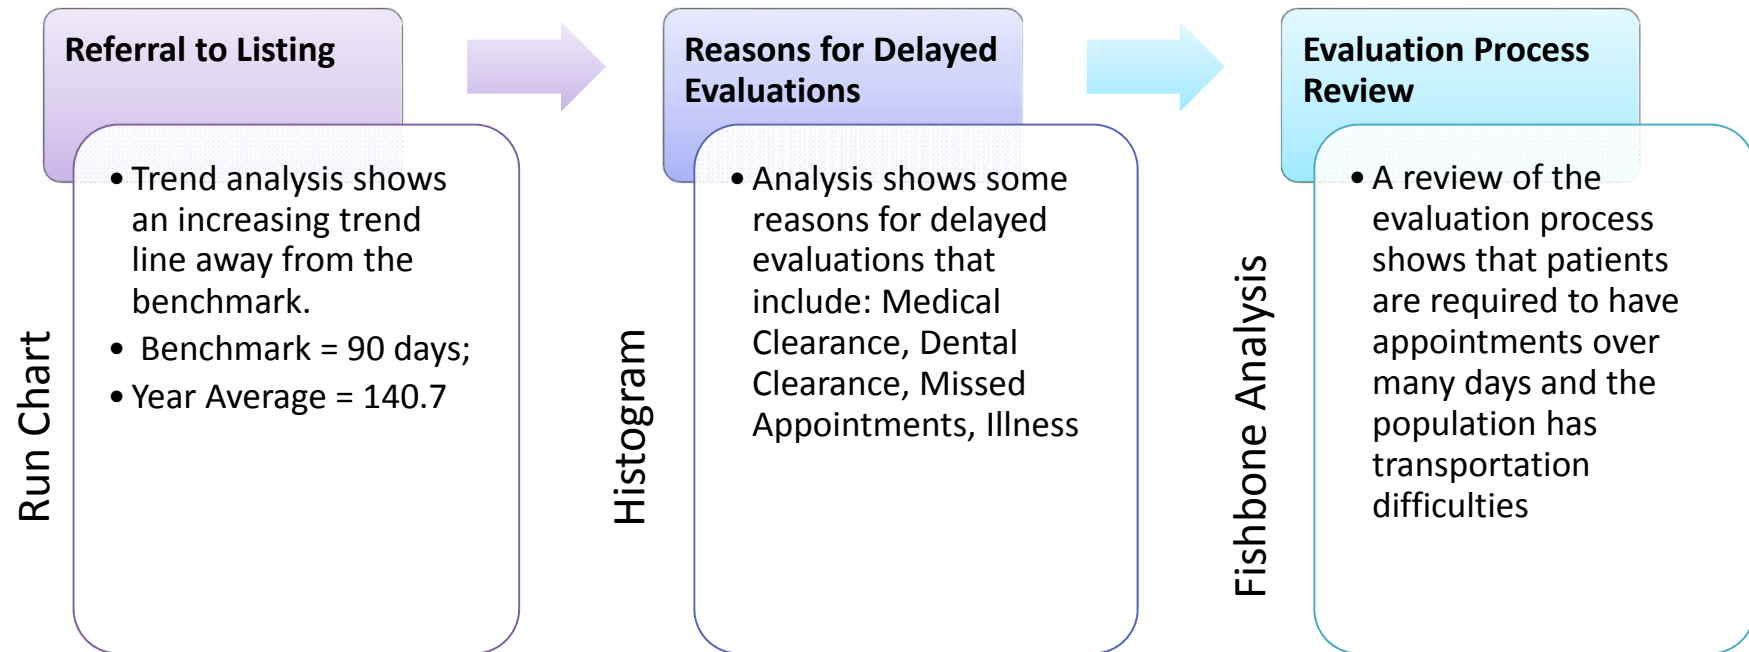 Referral to Listing
Run Chart
• Trend analysis shows
an increasing trend
line away from the
benchmark.
• Benchmark = 90 days;
• Year Average = 140.7
Reasons for Delayed
Evaluations
Histogram
• Analysis shows some
reasons for delayed
evaluations that
include: Medical
Clearance, Dental
Clearance, Missed
Appointments, Illness
Evaluation Process
Review
Fishbone Analysis
• A review of the
evaluation process
shows that patients
are required to have
appointments over
many days and the
population has
transportation
difficulties